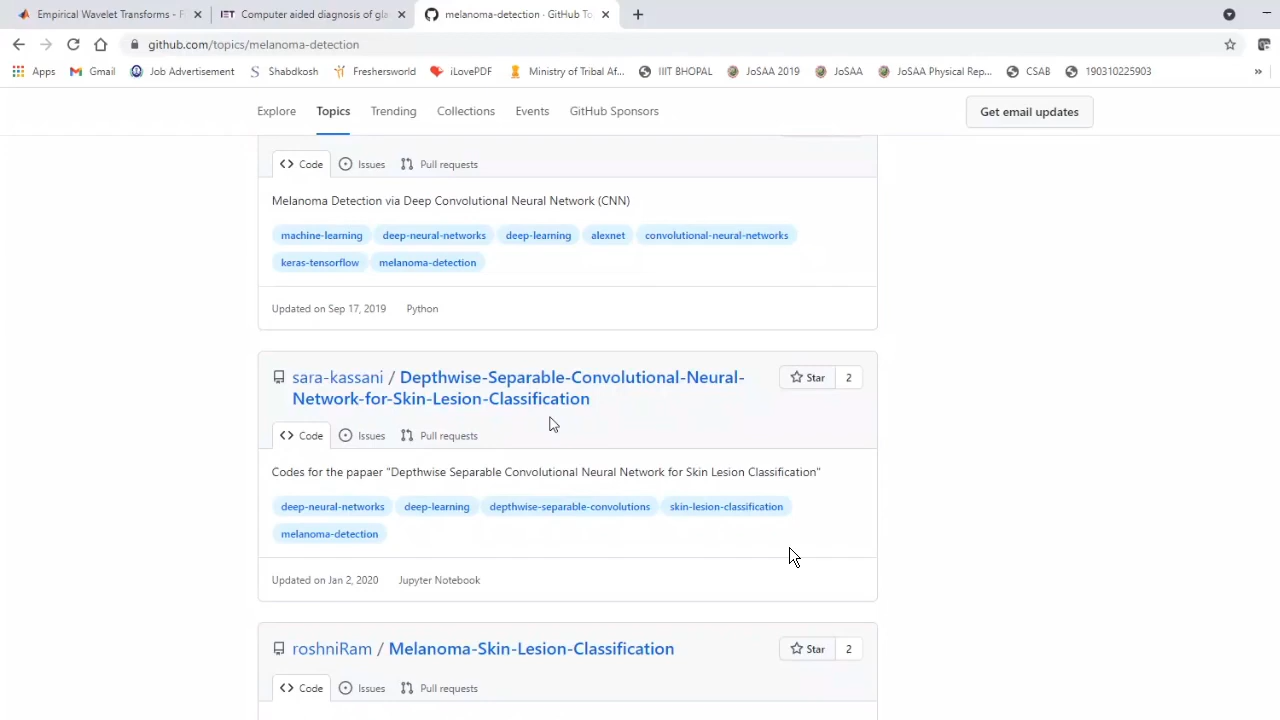 Empirical Wavelet Transforms - F
IET Computer aided diagnosis of gla
melanoma-detection · GitHub To
github.com/topics/melanoma-detection
Apps Gmail Job Advertisement Shabdkosh Freshersworld iLovePDF Ministry of Tribal Af... IIIT BHOPAL JoSAA 2019 JoSAA JoSAA Physical Rep... CSAB 190310225903 »
Explore Topics Trending Collections Events GitHub Sponsors Get email updates
Code Issues Pull requests
Melanoma Detection via Deep Convolutional Neural Network (CNN)
machine-learning deep-neural-networks deep-learning alexnet convolutional-neural-networks
keras-tensorflow melanoma-detection
Updated on Sep 17, 2019 Python
sara-kassani / Depthwise-Separable-Convolutional-Neural-
Network-for-Skin-Lesion-Classification
Star 2
Code Issues Pull requests
Codes for the papaer "Depthwise Separable Convolutional Neural Network for Skin Lesion Classification"
deep-neural-networks deep-learning depthwise-separable-convolutions skin-lesion-classification
melanoma-detection
Updated on Jan 2, 2020 Jupyter Notebook
roshniRam / Melanoma-Skin-Lesion-Classification Star 2
Code Issues Pull requests